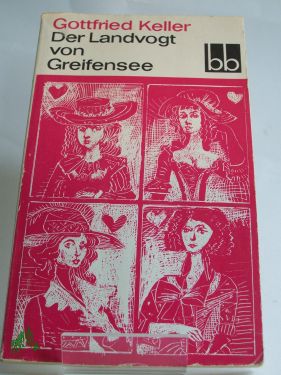 Gottfried Keller
Der Landvogt
von
Greifensee
bb